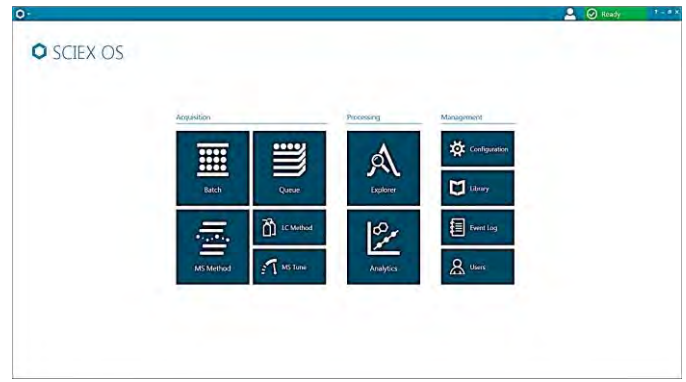 Ready
SCIEX OS
Acquisition
Processing
Management
Batch
Queue
Explorer
Configuration
Library
MS Method
LC Method
MS Tune
Analytics
Event Log
Users